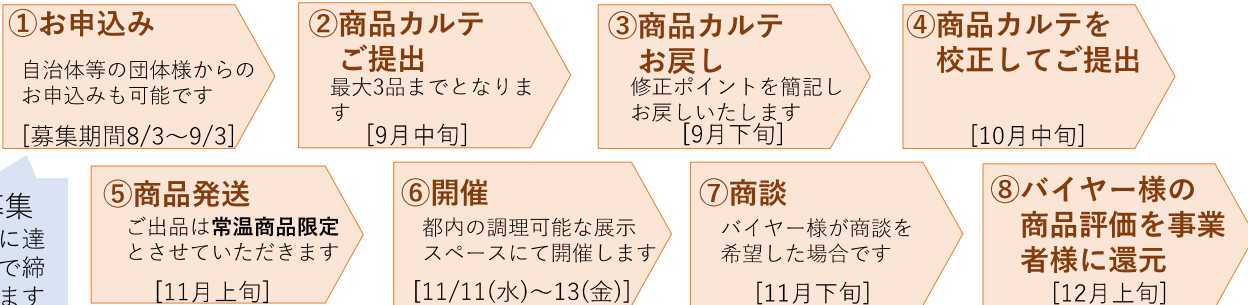 ①お申込み
自治体等の団体様からの
お申込みも可能です
[募集期間8/3～9/3]
②商品カルテ
ご提出
最大3品までとなりま
す
[9月中旬]
③商品カルテ
お戻し
修正ポイントを簡記し
お戻しいたします
[9月下旬]
④商品カルテを
校正してご提出
[10月中旬]
集
に達
で締
ます
⑤商品発送
ご出品は常温商品限定
とさせていただきます
[11月上旬]
⑥開催
都内の調理可能な展示
スペースにて開催します
[11/11(水)～13(金)]
⑦商談
バイヤー様が商談を
希望した場合です
[11月下旬]
⑧バイヤー様の
商品評価を事業
者様に還元
[12月上旬]